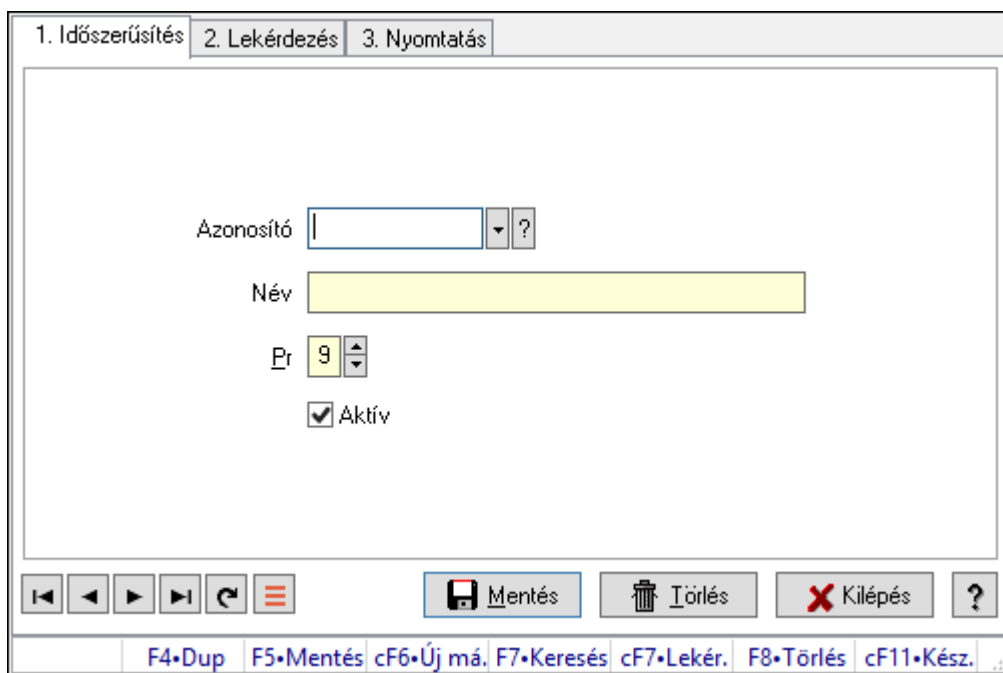 1. Időszerűsítés 2. Lekérdezés 3. Nyomtatás
Azonosító ?
Név
Pr 9
Aktív
Mentés Törlés Kilépés ?
F4•Dup F5•Mentés cF6•Új má. F7•Keresés cF7•Lekér. F8•Törlés cF11•Kész.